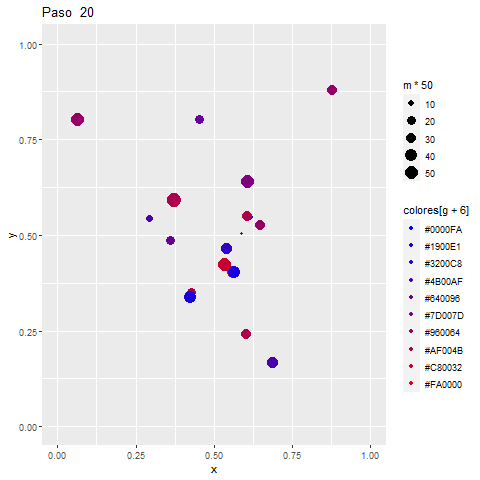 Paso  20
1.00
0.75
0.50
0.25
0.00
y
0.00
0.25
0.50
0.75
1.00
x
m * 50
10
20
30
40
50
colores[g + 6]
#0000FA
#1900E1
#3200C8
#4B00AF
#640096
#7D007D
#960064
#AF004B
#C80032
#FA0000